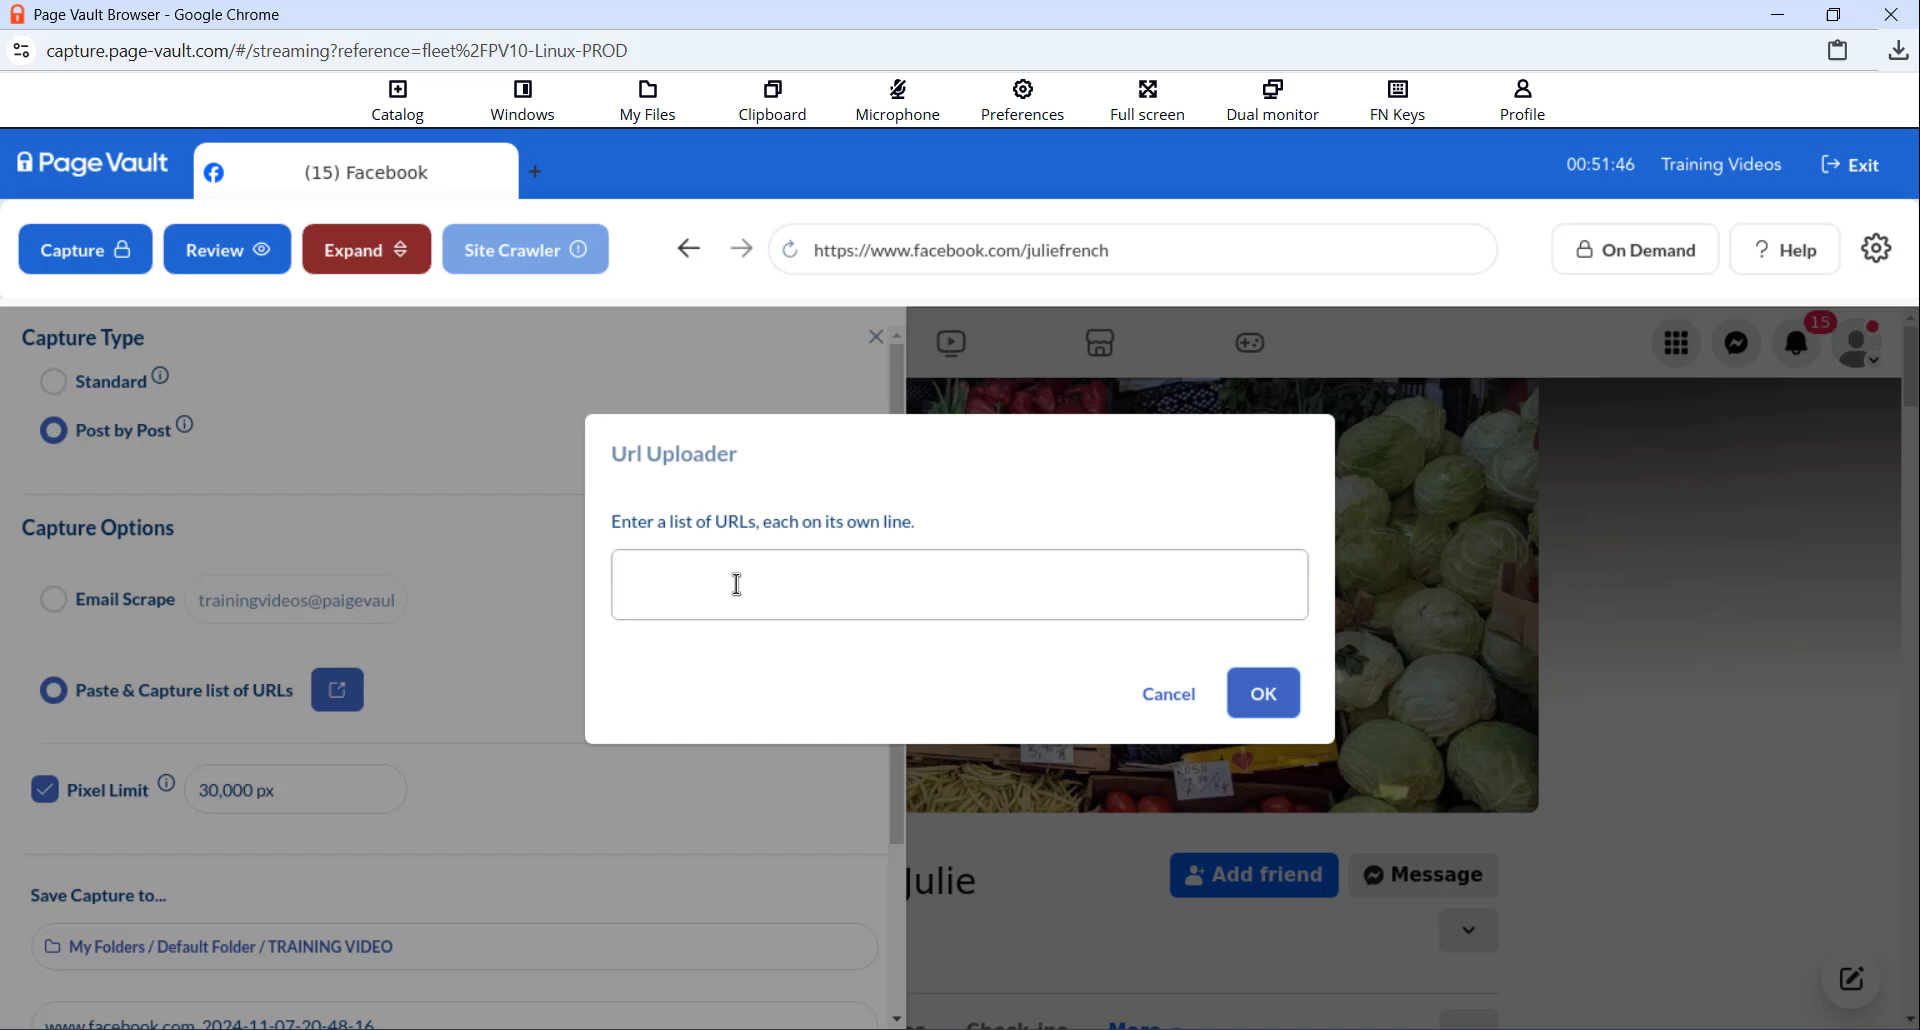 Page Vault Browser - Google Chrome
capture.page-vault.com/#/streaming?reference=fleet%2FPV10-Linux-PROD
Catalog
Windows
My Files
Clipboard
Microphone
Preferences
Full screen
Dual monitor
FN Keys
Profile
Page Vault
(15) Facebook
+
00:51:46
Training Videos
Exit
Capture
Review
Expand
Site Crawler
https://www.facebook.com/juliefrench
On Demand
? Help
Capture Type
15
Standard
Post by Post
Url Uploader
Enter a list of URLs, each on its own line.
Cancel
OK
Capture Options
Email Scrape
trainingvideos@paigevaul
Paste & Capture list of URLs
Pixel Limit
30,000 px
Save Capture to...
My Folders / Default Folder / TRAINING VIDEO
www.facebook.com_2024-11-07-20-48-16
Julie
Add friend
Message
Check-ins
More